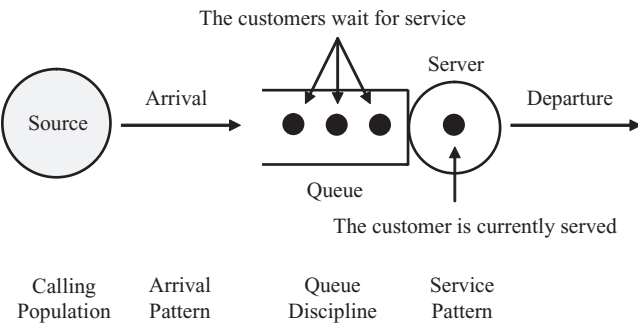 The customers wait for service
Server
Source
Arrival
Departure
Queue
The customer is currently served
Calling
Population
Arrival
Pattern
Queue
Discipline
Service
Pattern